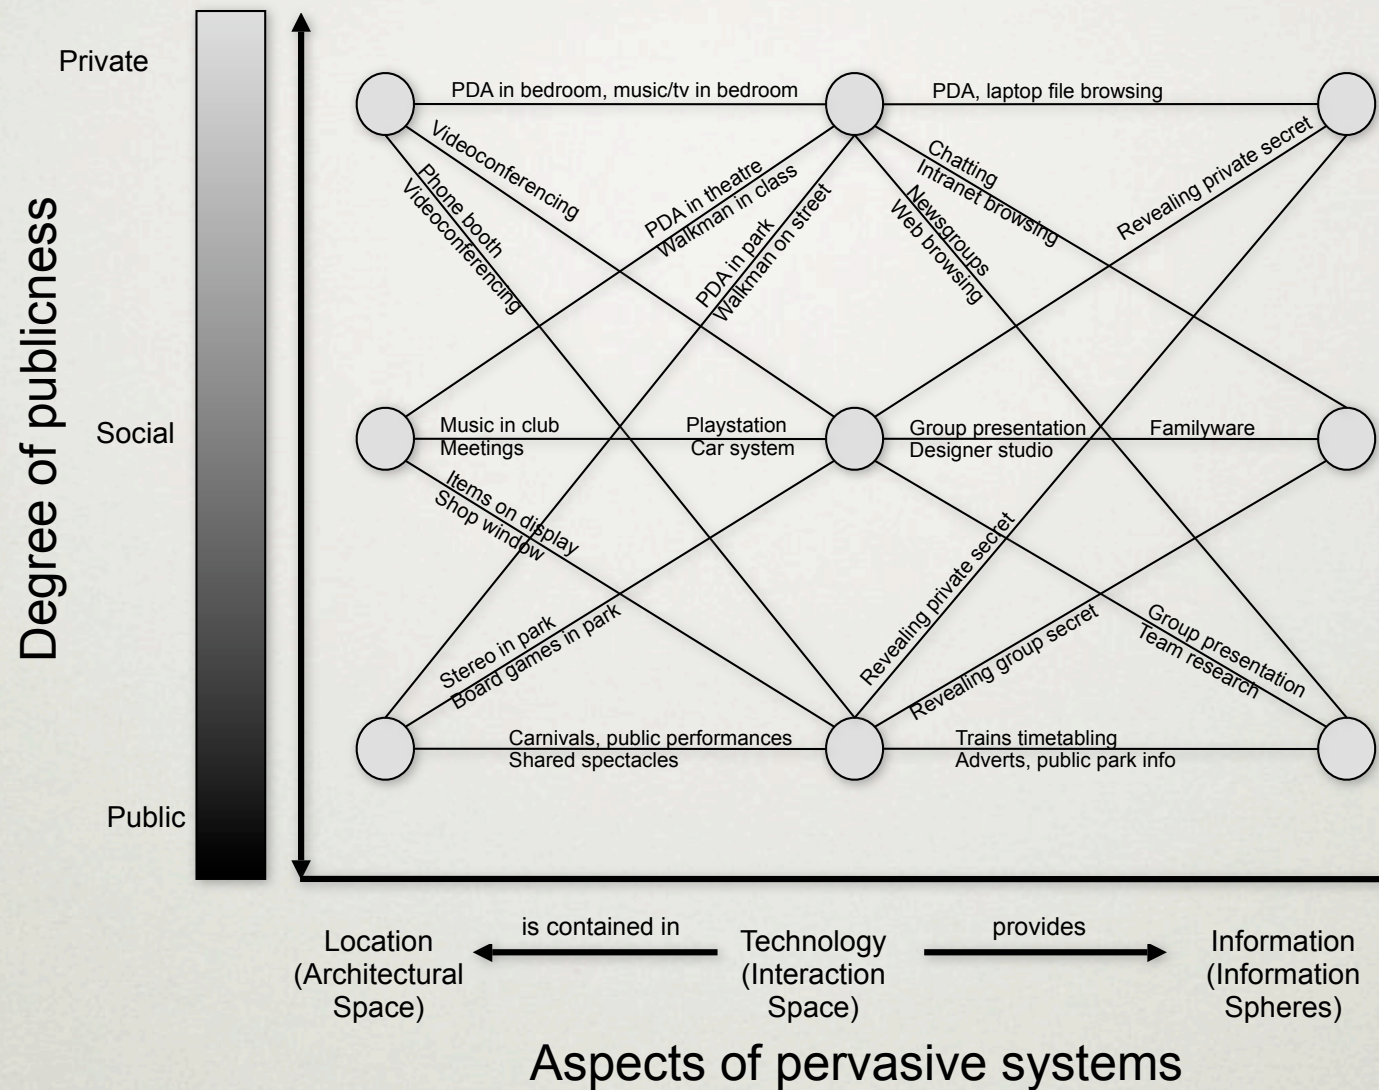 Degree of publicness
Private
Social
Public
PDA in bedroom, music/tv in bedroom
PDA, laptop file browsing
Videoconferencing
Phone booth
Videoconferencing
PDA in theatre
Walkman in class
PDA in park
Walkman on street
Chatting
Intranet browsing
Newsgroups
Web browsing
Revealing private secret
Music in club
Meetings
Playstation
Car system
Group presentation
Designer studio
Familyware
Items on display
Shop window
Revealing private secret
Stereo in park
Board games in park
Revealing group secret
Group presentation
Team research
Carnivals, public performances
Shared spectacles
Trains timetabling
Adverts, public park info
Location
(Architectural
Space)
is contained in
Technology
(Interaction
Space)
provides
Information
(Information
Spheres)
Aspects of pervasive systems